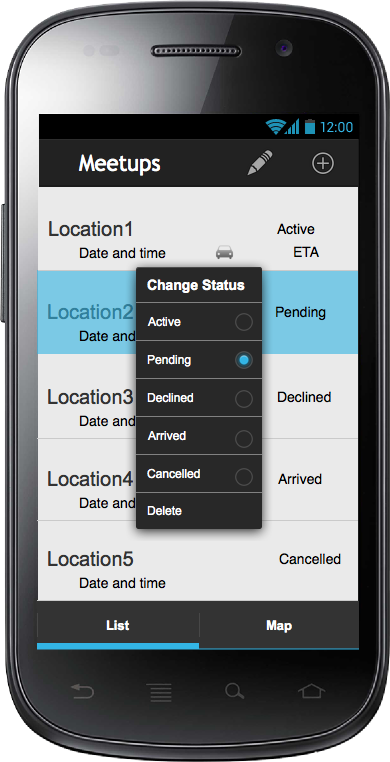 12:00
Meetups
Location1 Active
Date and time ETA
Change Status
Location2 Pending
Date and
Active
Pending
Location3 Declined
Date and
Declined
Arrived
Location4 Arrived
Date and
Cancelled
Delete
Location5 Cancelled
Date and time
List Map